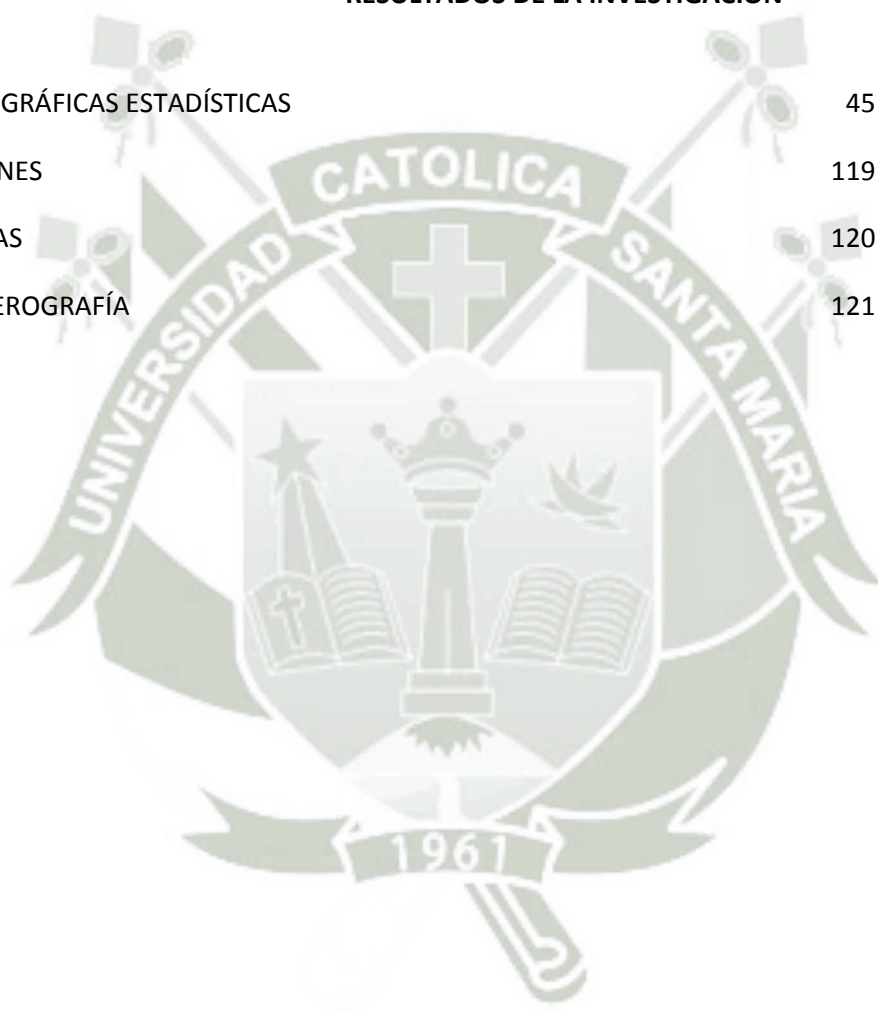 RESULTADOS DE LA INVESTIGACIÓN
GRÁFICAS ESTADÍSTICAS 45
NES 119
AS 120
EROGRAFÍA 121
UNIVERSIDAD CATOLICA SANTA MARIA
1961